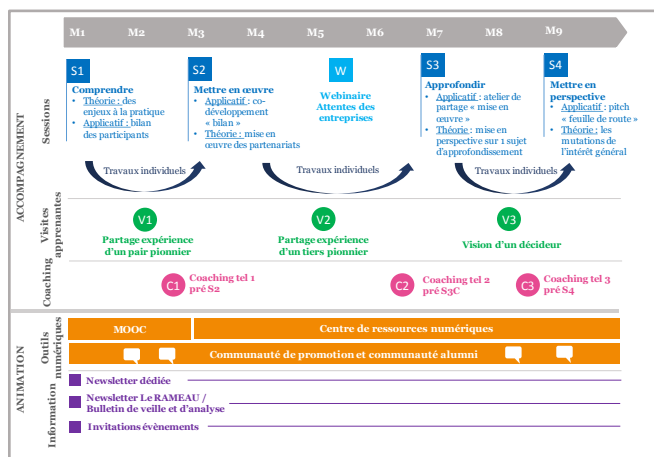 M1 M2 M3 M4 M5 M6 M7 M8 M9
ACCOMPAGNEMENT
Sessions
S1
Comprendre
• Théorie : des
enjeux à la pratique
• Applicatif : bilan
des participants
S2
Mettre en œuvre
• Applicatif : co-
développement
« bilan »
• Théorie : mise en
œuvre des partenariats
W
Webinaire
Attentes des
entreprises
S3
Approfondir
• Applicatif : atelier
de partage « mise en
œuvre »
• Théorie : mise en
perspective sur 1 sujet
d'approfondissement
S4
Mettre en
perspective
• Applicatif : pitch
« feuille de route »
• Théorie : les
mutations de
l'intérêt général
Travaux individuels
Travaux individuels
Travaux individuels
Visites
apprenantes
V1
Partage expérience
d'un pair pionnier
V2
Partage expérience
d'un tiers pionnier
V3
Vision d'un décideur
Coaching
C1
Coaching tel 1
pré S2
C2
Coaching tel 2
pré S3C
C3
Coaching tel 3
pré S4
ANIMATION
Outils
numériques
MOOC
Centre de ressources numériques
Communauté de promotion et communauté alumni
Information
Newsletter dédiée
Newsletter Le RAMEAU /
Bulletin de veille et d'analyse
Invitations évènements